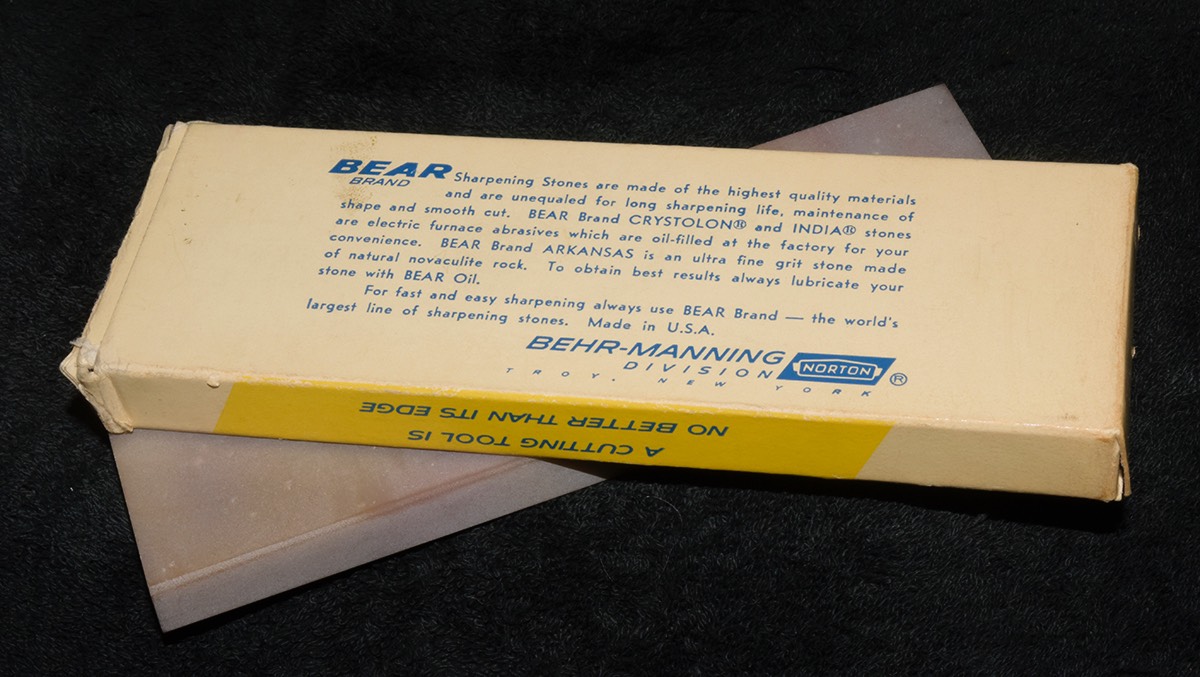 BEAR Sharpening Stones are made of the highest quality materials
BRAND and are unequaled for long sharpening life, maintenance of
shape and smooth cut. BEAR Brand CRYSTOLON® and INDIA® stones
are electric furnace abrasives which are oil-filled at the factory for your
convenience. BEAR Brand ARKANSAS is an ultra fine grit stone made
of natural novaculite rock. To obtain best results always lubricate your
stone with BEAR Oil.
For fast and easy sharpening always use BEAR Brand — the world's
largest line of sharpening stones. Made in U.S.A.
BEHR-MANNING
DIVISION NORTON ®
TROY, NEW YORK
A CUTTING TOOL IS
NO BETTER THAN ITS EDGE